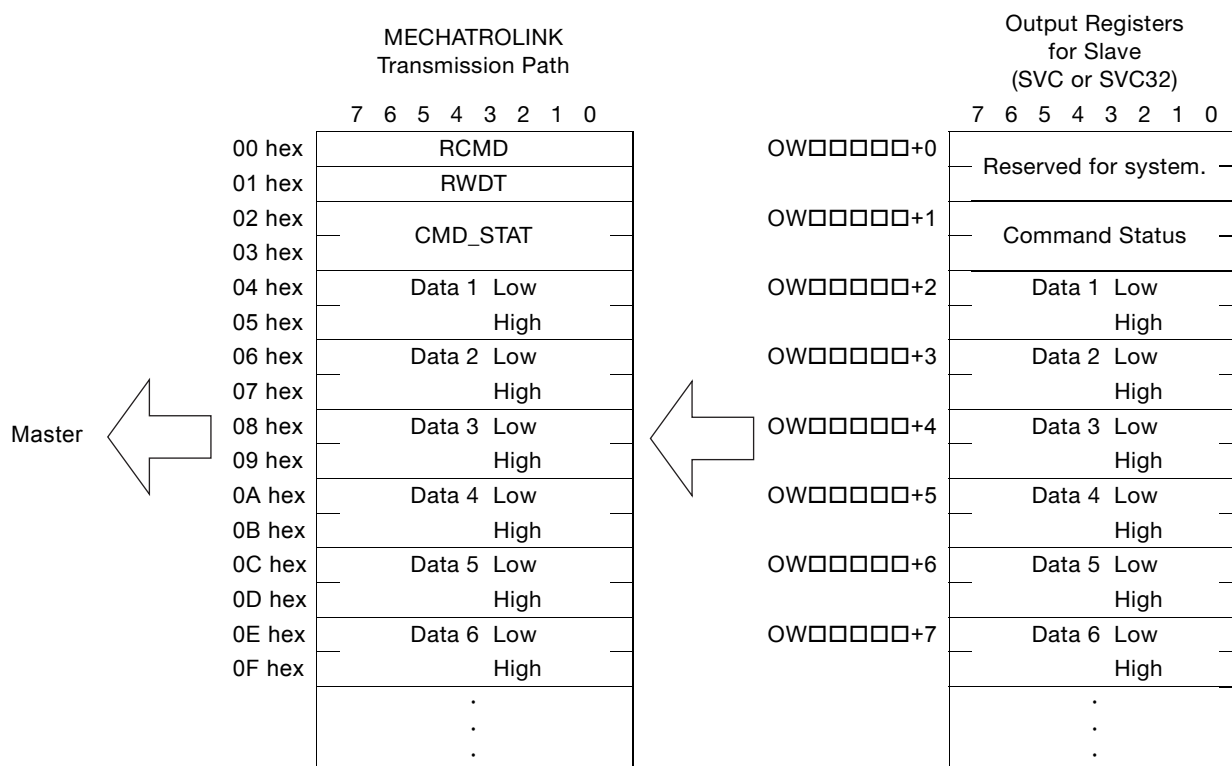 MECHATROLINK
Transmission Path
Output Registers
for Slave
(SVC or SVC32)
7 6 5 4 3 2 1 0
7 6 5 4 3 2 1 0
00 hex RCMD OW□□□□□+0 Reserved for system.
01 hex RWDT
02 hex CMD_STAT OW□□□□□+1 Command Status
03 hex
04 hex Data 1 Low OW□□□□□+2 Data 1 Low
05 hex High High
06 hex Data 2 Low OW□□□□□+3 Data 2 Low
07 hex High High
Master
08 hex Data 3 Low OW□□□□□+4 Data 3 Low
09 hex High High
0A hex Data 4 Low OW□□□□□+5 Data 4 Low
0B hex High High
0C hex Data 5 Low OW□□□□□+6 Data 5 Low
0D hex High High
0E hex Data 6 Low OW□□□□□+7 Data 6 Low
0F hex High High